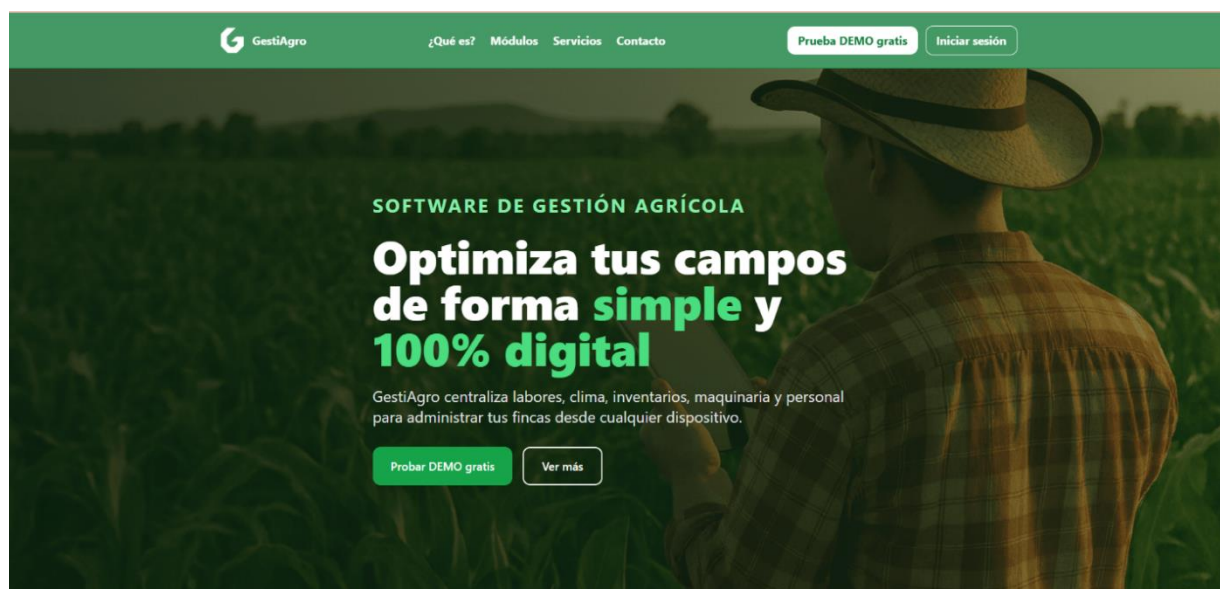 GestiAgro
¿Qué es? Módulos Servicios Contacto
Prueba DEMO gratis
Iniciar sesión
SOFTWARE DE GESTIÓN AGRÍCOLA
Optimiza tus campos
de forma simple y
100% digital
GestiAgro centraliza labores, clima, inventarios, maquinaria y personal
para administrar tus fincas desde cualquier dispositivo.
Probar DEMO gratis
Ver más